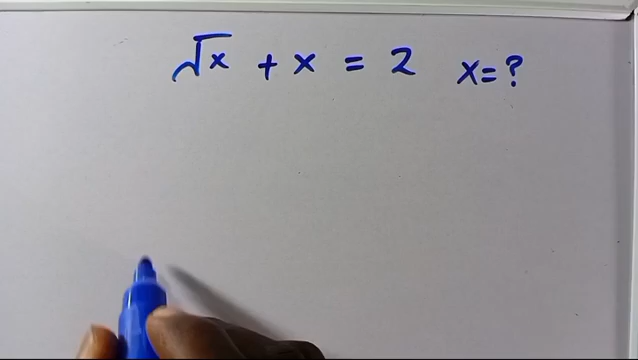 √x + x = 2 x=?